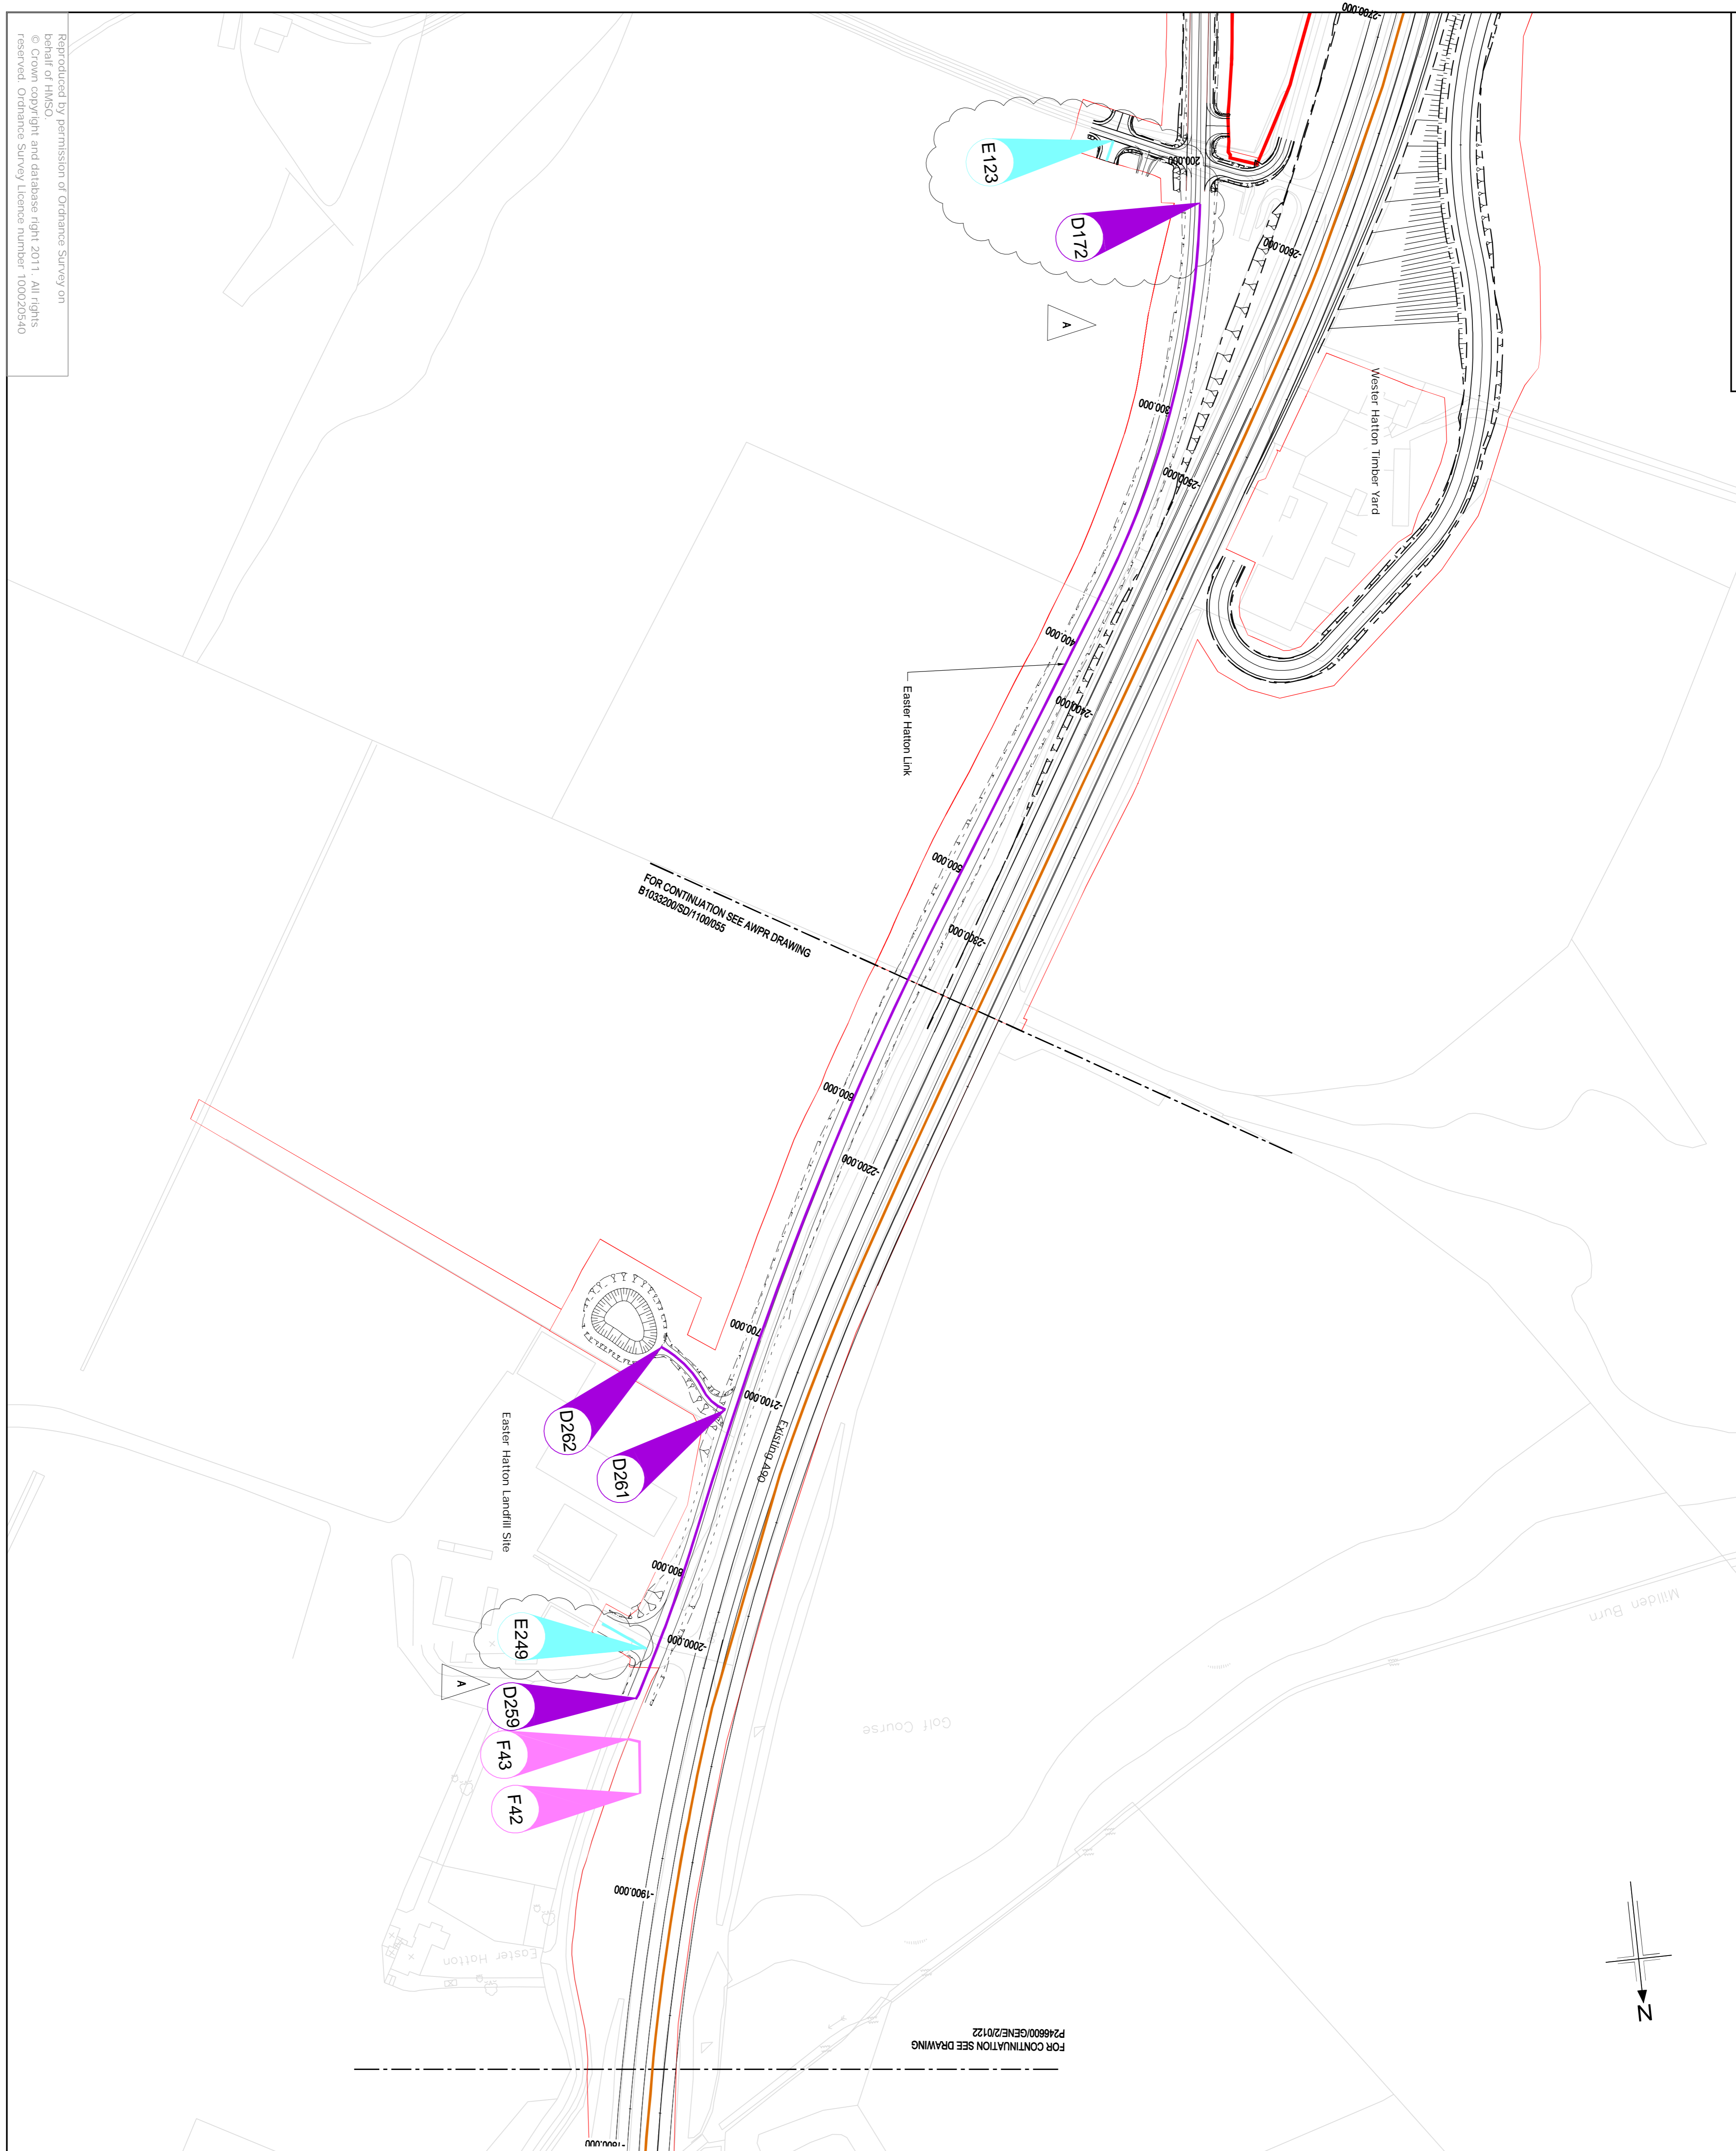 Reproduced by permission of Ordnance Survey on
behalf of HMSO.
© Crown copyright and database right 2011. All rights
reserved. Ordnance Survey Licence number 100020540
-2700.000
E123
200.000
D172
-2600.000
A
Wester Hatton Timber Yard
300.000
-2500.000
400.000
-2400.000
Easter Hatton Link
500.000
FOR CONTINUATION SEE AWPR DRAWING
B1033200/SD/1100/055
-2300.000
600.000
-2200.000
700.000
-2100.000
Existing A90
D262
D261
Easter Hatton Landfill Site
800.000
E249
-2000.000
A
D259
F43
F42
Millden Burn
Golf Course
-1900.000
Easter Hatton
N
FOR CONTINUATION SEE DRAWING
P246600/GENE/2/0122
-1800.000